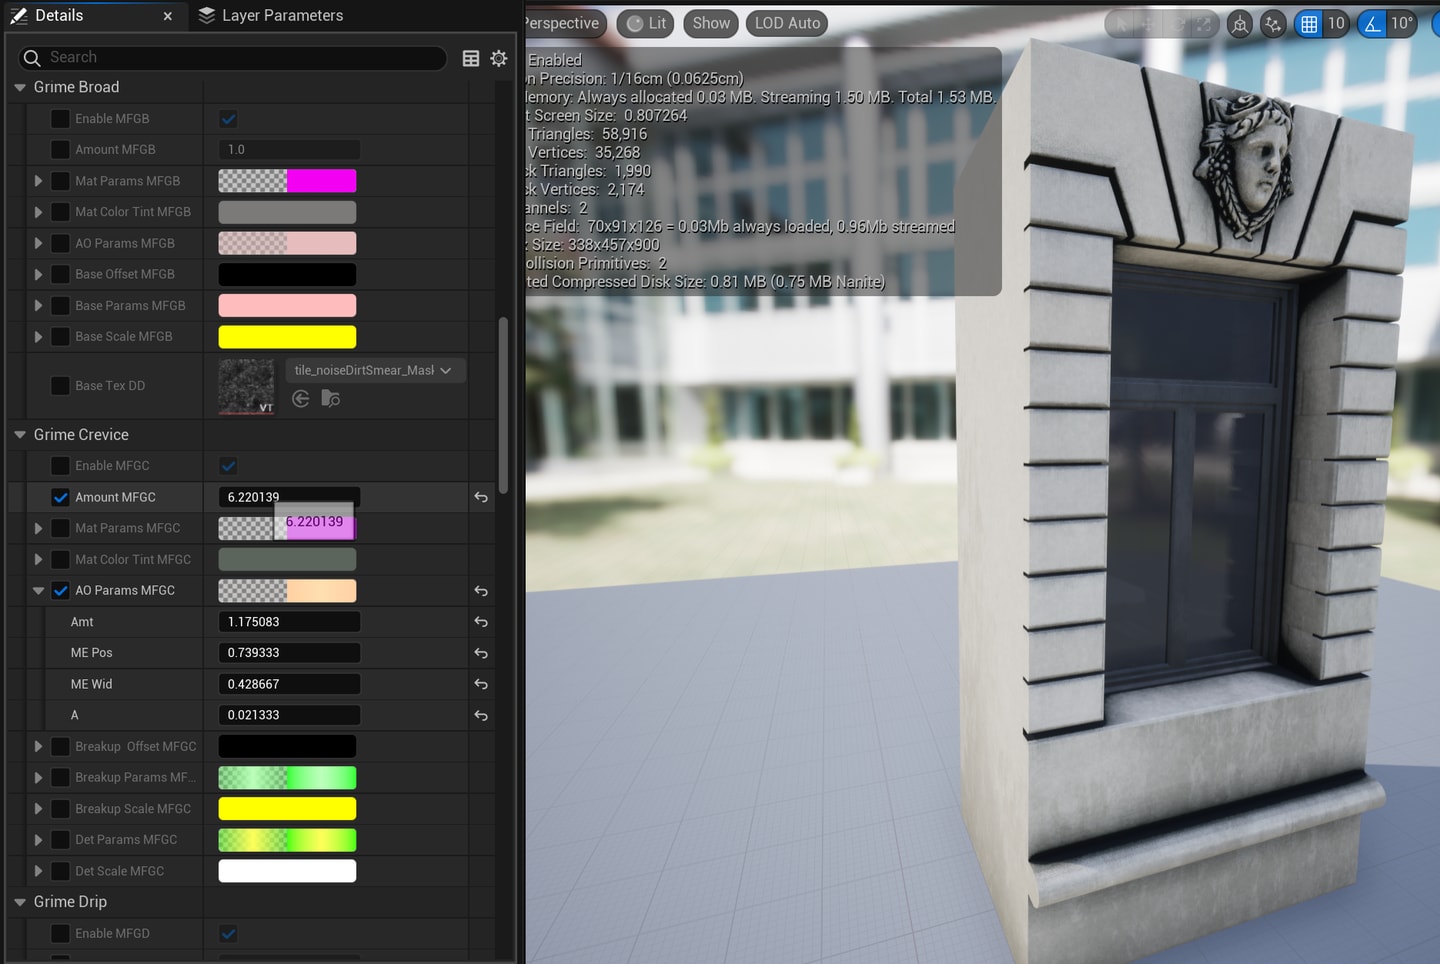 Details
Layer Parameters
Search
Grime Broad
Enable MFGB
Amount MFGB 1.0
Mat Params MFGB
Mat Color Tint MFGB
AO Params MFGB
Base Offset MFGB
Base Params MFGB
Base Scale MFGB
Base Tex DD tile_noiseDirtSmear_Mask
VT
Grime Crevice
Enable MFGC
Amount MFGC 6.220139
6.220139
Mat Params MFGC
Mat Color Tint MFGC
AO Params MFGC
Amt 1.175083
ME Pos 0.739333
ME Wid 0.428667
A 0.021333
Breakup Offset MFGC
Breakup Params MF...
Breakup Scale MFGC
Det Params MFGC
Det Scale MFGC
Grime Drip
Enable MFGD
Perspective Lit Show LOD Auto 10 10°
Enabled
on Precision: 1/16cm (0.0625cm)
Memory: Always allocated 0.03 MB. Streaming 1.50 MB. Total 1.53 MB.
t Screen Size: 0.807264
Triangles: 58,916
Vertices: 35,268
ck Triangles: 1,990
ck Vertices: 2,174
annels: 2
ce Field: 70x91x126 = 0.03Mb always loaded, 0.96Mb streamed
Size: 338x457x900
ollision Primitives: 2
ted Compressed Disk Size: 0.81 MB (0.75 MB Nanite)